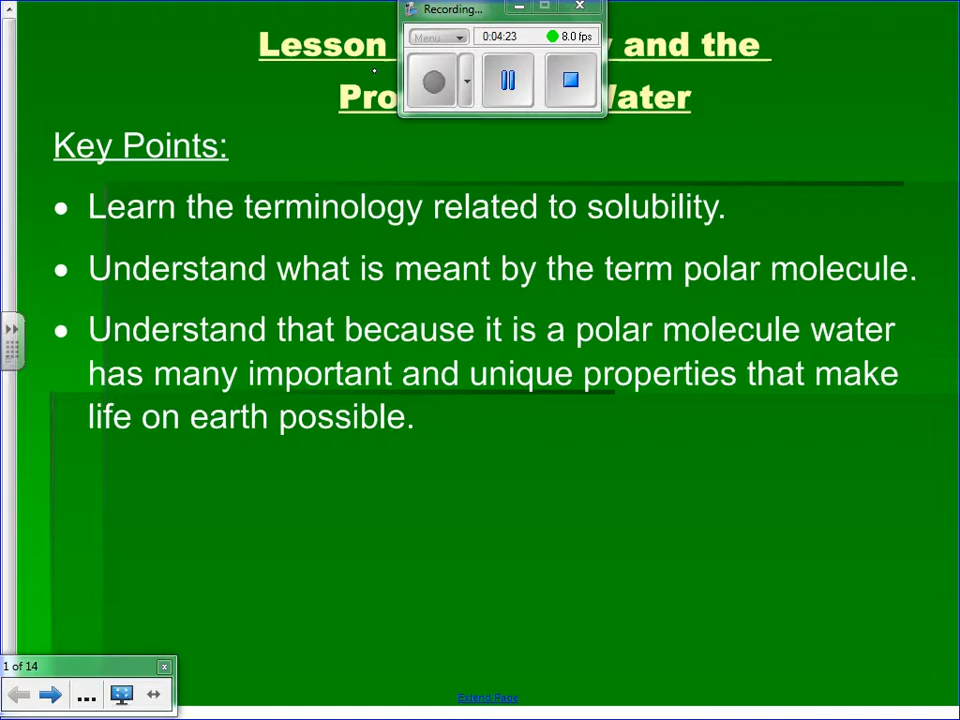 Recording...
Menu
0:04:23
8.0 fps
Lesson and the
Pro Water
Key Points:
• Learn the terminology related to solubility.
• Understand what is meant by the term polar molecule.
• Understand that because it is a polar molecule water
has many important and unique properties that make
life on earth possible.
1 of 14
...
Extend Page